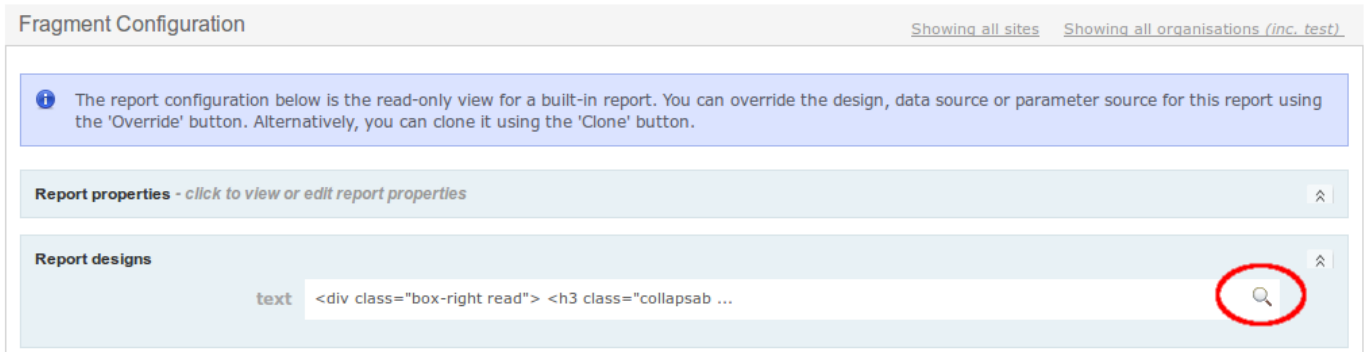 Fragment Configuration
Showing all sites Showing all organisations (inc. test)
The report configuration below is the read-only view for a built-in report. You can override the design, data source or parameter source for this report using
the 'Override' button. Alternatively, you can clone it using the 'Clone' button.
Report properties - click to view or edit report properties
Report designs
text <div class="box-right read"> <h3 class="collapsab ...